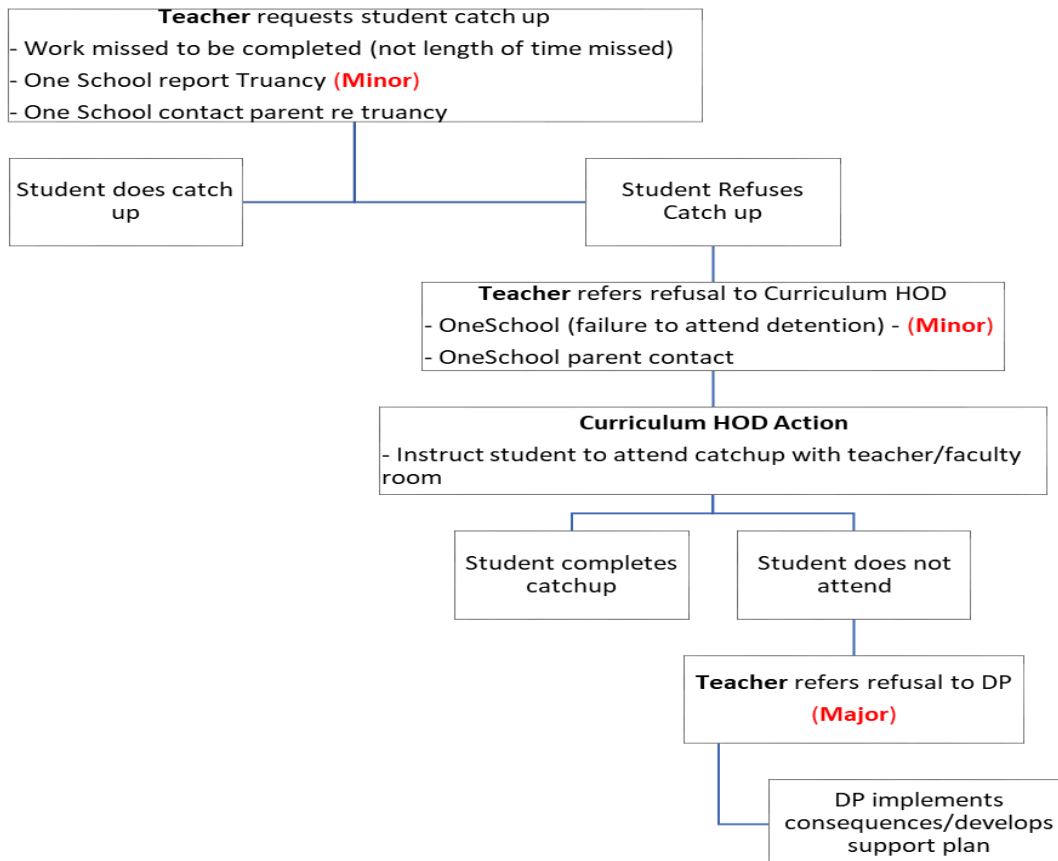 Teacher requests student catch up
- Work missed to be completed (not length of time missed)
- One School report Truancy (Minor)
- One School contact parent re truancy
Student does catch
up
Student Refuses
Catch up
Teacher refers refusal to Curriculum HOD
- OneSchool (failure to attend detention) - (Minor)
- OneSchool parent contact
Curriculum HOD Action
- Instruct student to attend catchup with teacher/faculty
room
Student completes
catchup
Student does not
attend
Teacher refers refusal to DP
(Major)
DP implements
consequences/develops
support plan